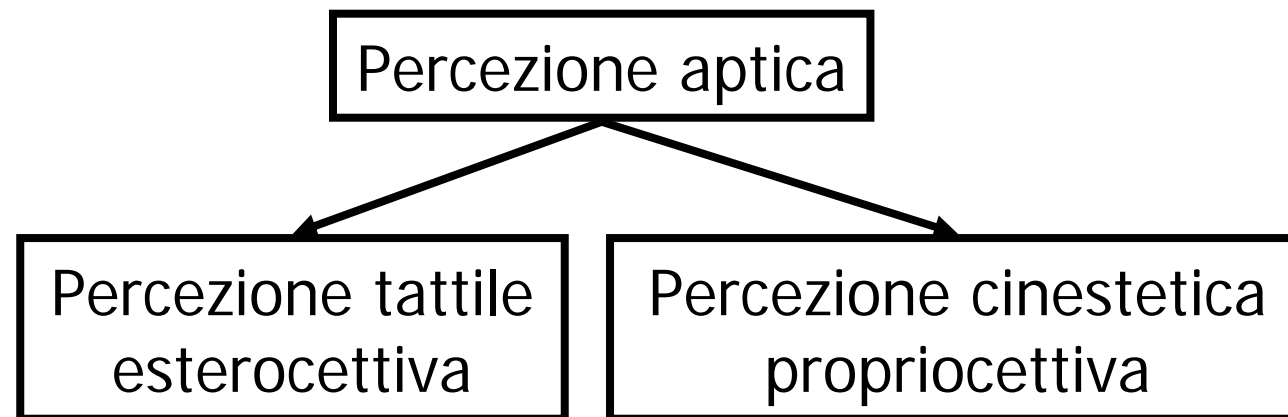 Percezione aptica
Percezione tattile
esterocettiva
Percezione cinestetica
propriocettiva